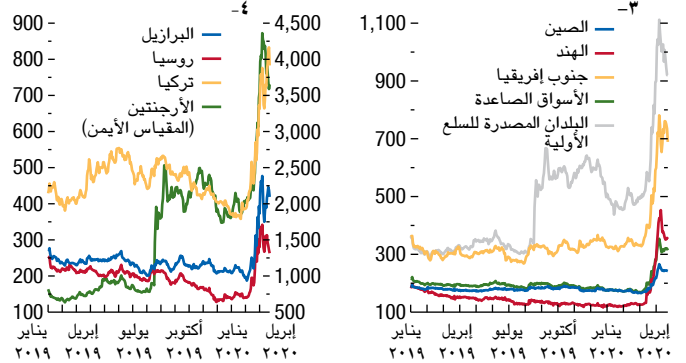 ٣–
الصين
الهند
جنوب إفريقيا
الأسواق الصاعدة
البلدان المصدرة للسلع
الأولية
1,100
900
700
500
300
100
يناير إبريل يوليو أكتوبر يناير إبريل
٢٠١٩ ٢٠١٩ ٢٠١٩ ٢٠١٩ ٢٠٢٠ ٢٠٢٠
٤–
البرازيل
روسيا
تركيا
الأرجنتين
(المقياس الأيمن)
900
800
700
600
500
400
300
200
100
4,500
4,000
3,500
3,000
2,500
2,000
1,500
1,000
500
يناير إبريل يوليو أكتوبر يناير إبريل
٢٠١٩ ٢٠١٩ ٢٠١٩ ٢٠١٩ ٢٠٢٠ ٢٠٢٠